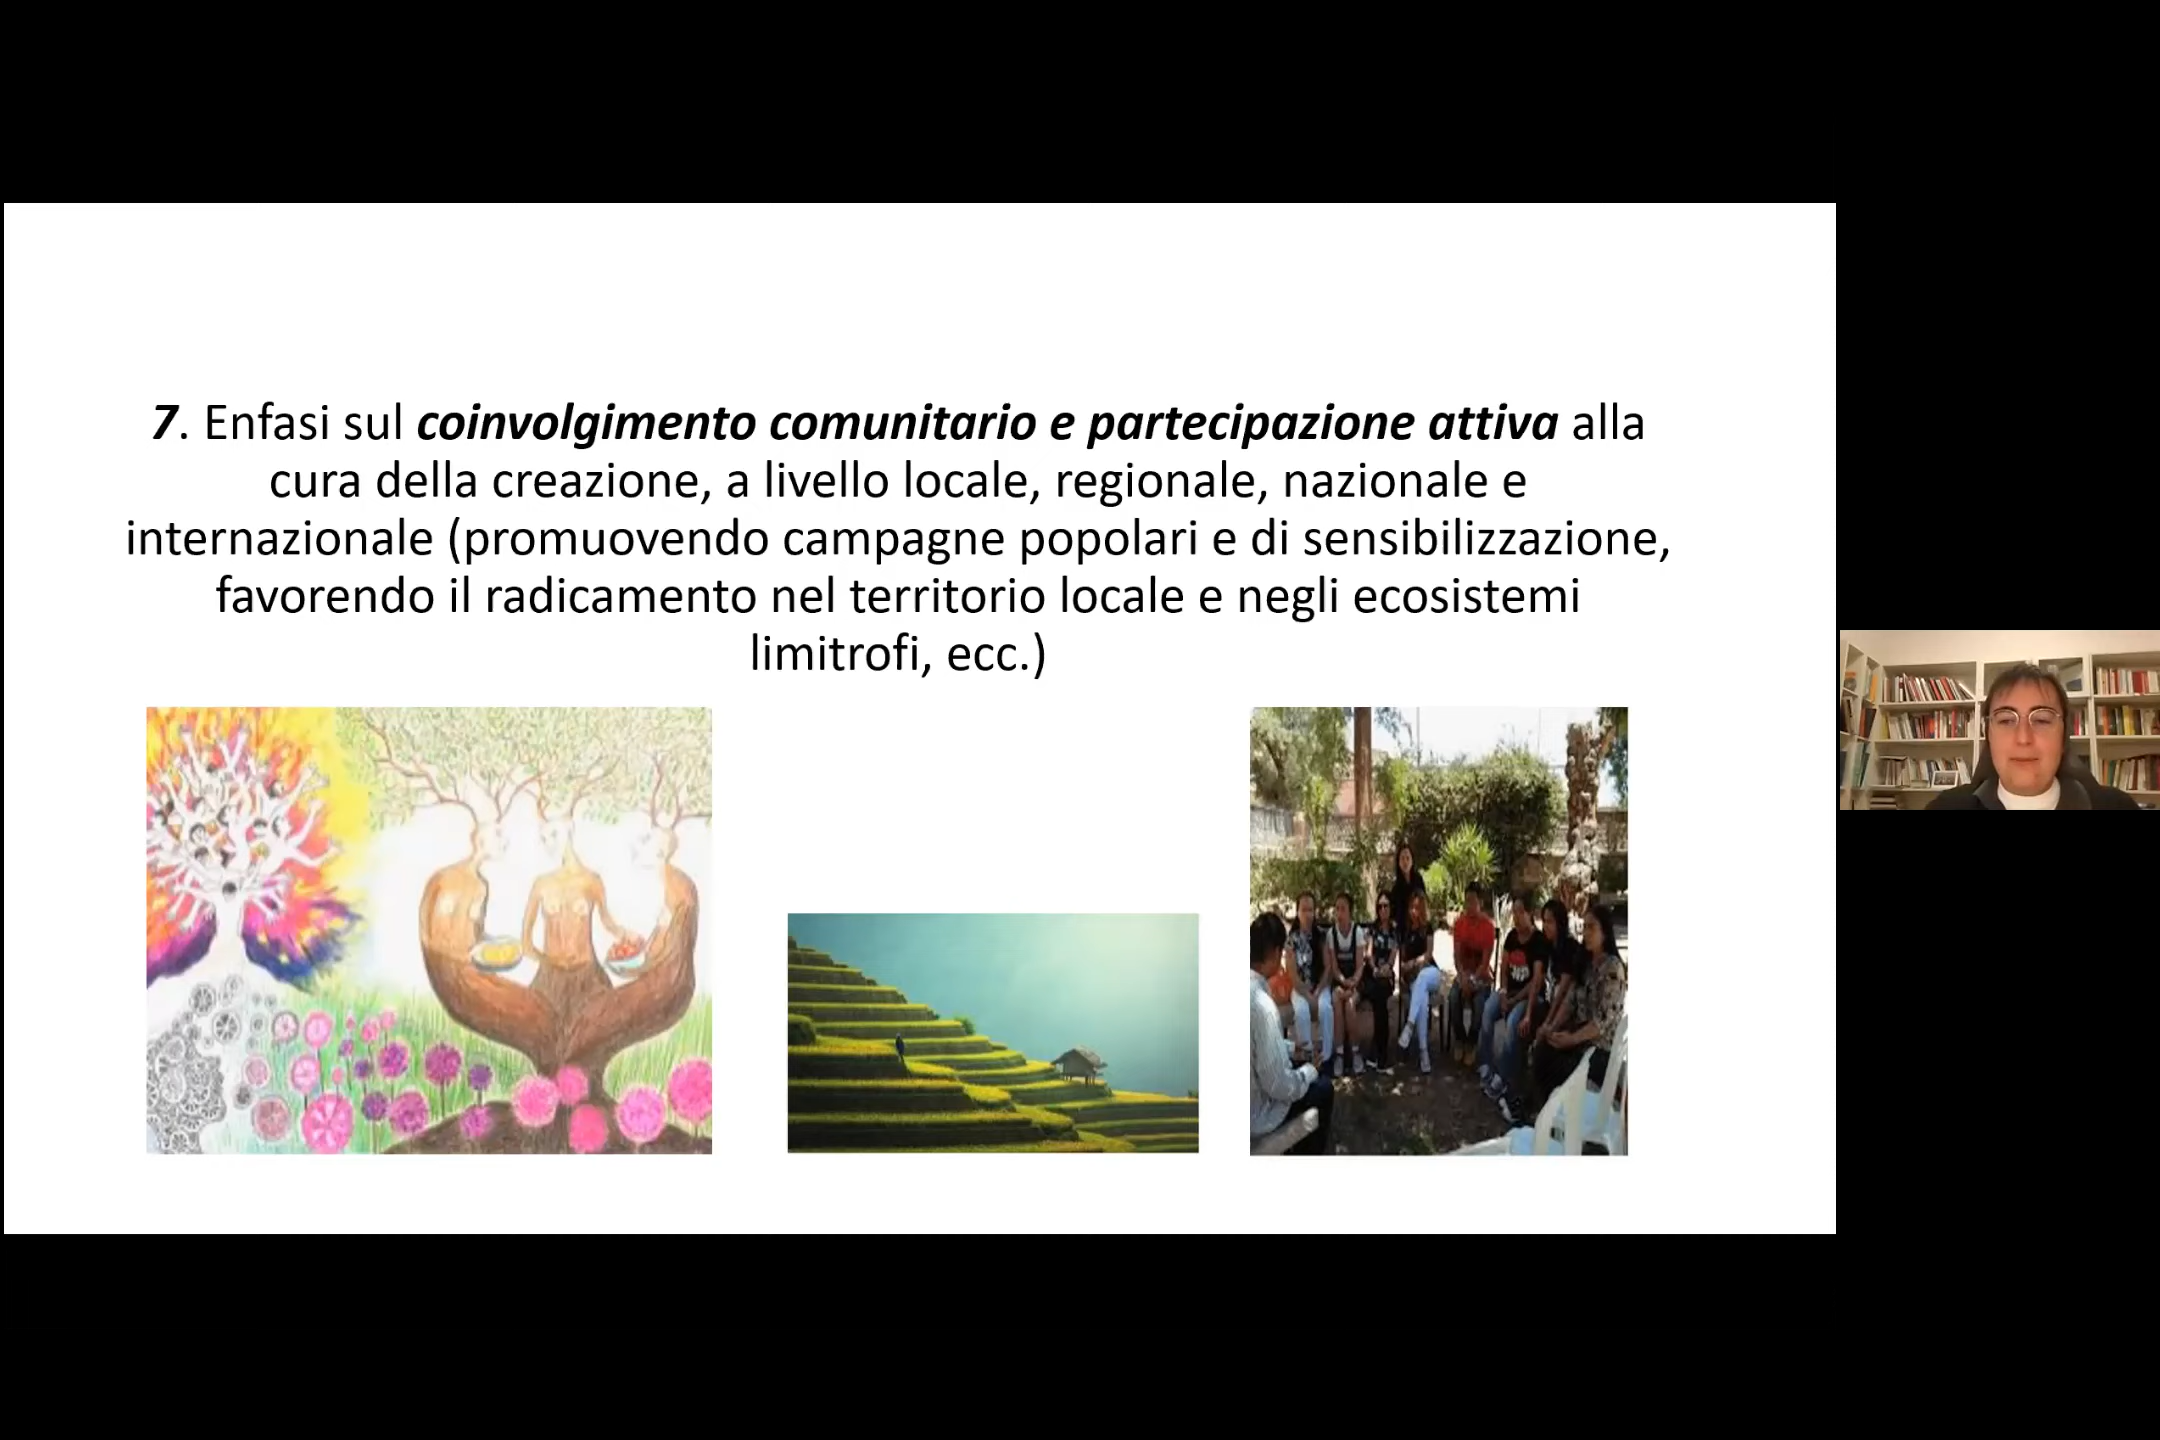 7. Enfasi sul coinvolgimento comunitario e partecipazione attiva alla
cura della creazione, a livello locale, regionale, nazionale e
internazionale (promuovendo campagne popolari e di sensibilizzazione,
favorendo il radicamento nel territorio locale e negli ecosistemi
limitrofi, ecc.)